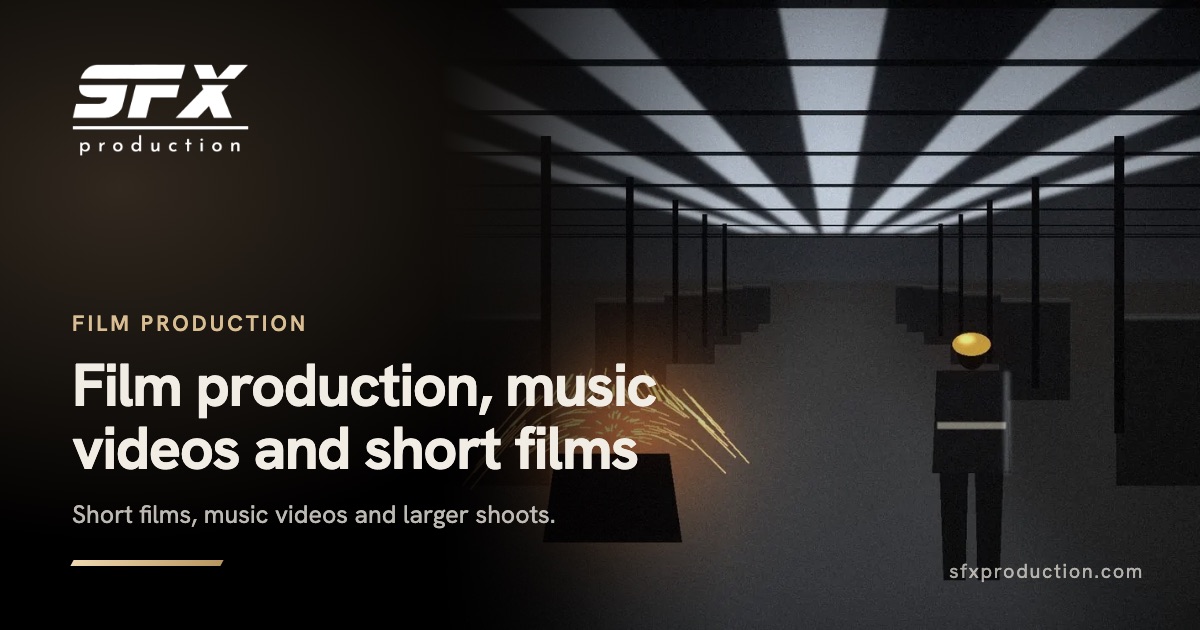 SFX
production
FILM PRODUCTION
Film production, music
videos and short films
Short films, music videos and larger shoots.
sfxproduction.com